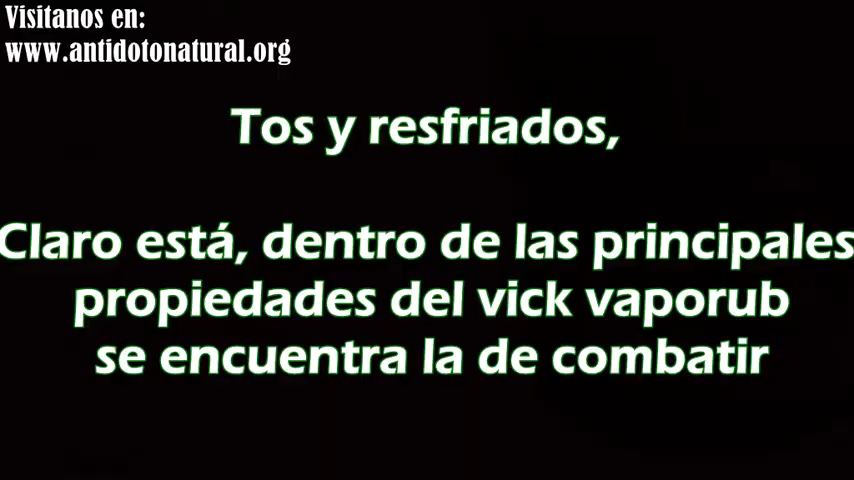 Visitanos en:
www.antidotonatural.org
Tos y resfriados,
Claro está, dentro de las principales
propiedades del vick vaporub
se encuentra la de combatir